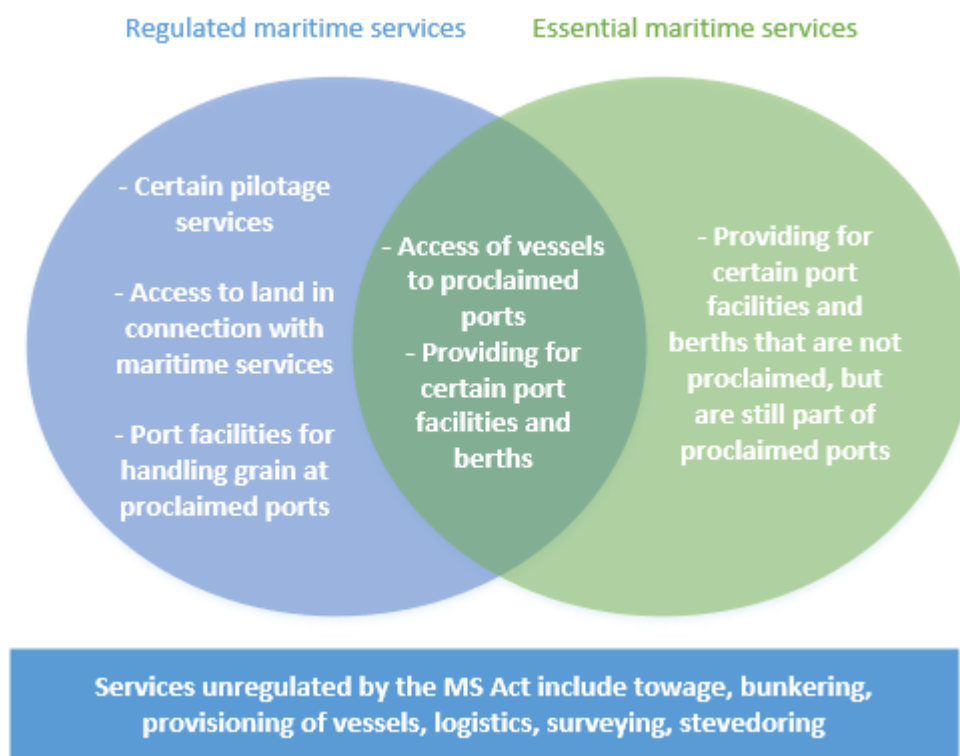 Regulated maritime services
Essential maritime services
- Certain pilotage
services
- Access to land in
connection with
maritime services
- Port facilities for
handling grain at
proclaimed ports
- Access of vessels
to proclaimed
ports
- Providing for
certain port
facilities and
berths
- Providing for
certain port
facilities and
berths that are not
proclaimed, but
are still part of
proclaimed ports
Services unregulated by the MS Act include towage, bunkering,
provisioning of vessels, logistics, surveying, stevedoring